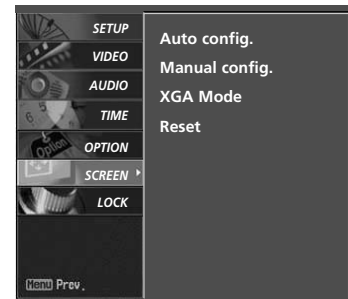 SETUP
VIDEO
AUDIO
TIME
OPTION
SCREEN
LOCK
Menu Prev.
Auto config.
Manual config.
XGA Mode
Reset